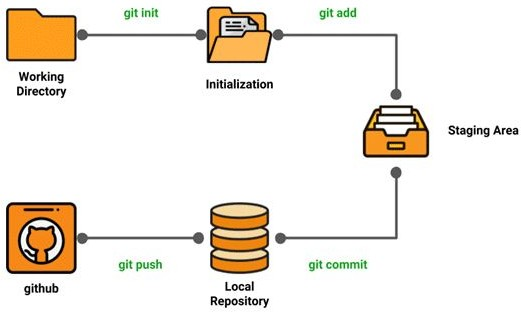 git init
git add
Working
Directory
Initialization
Staging Area
git push
git commit
github
Local
Repository